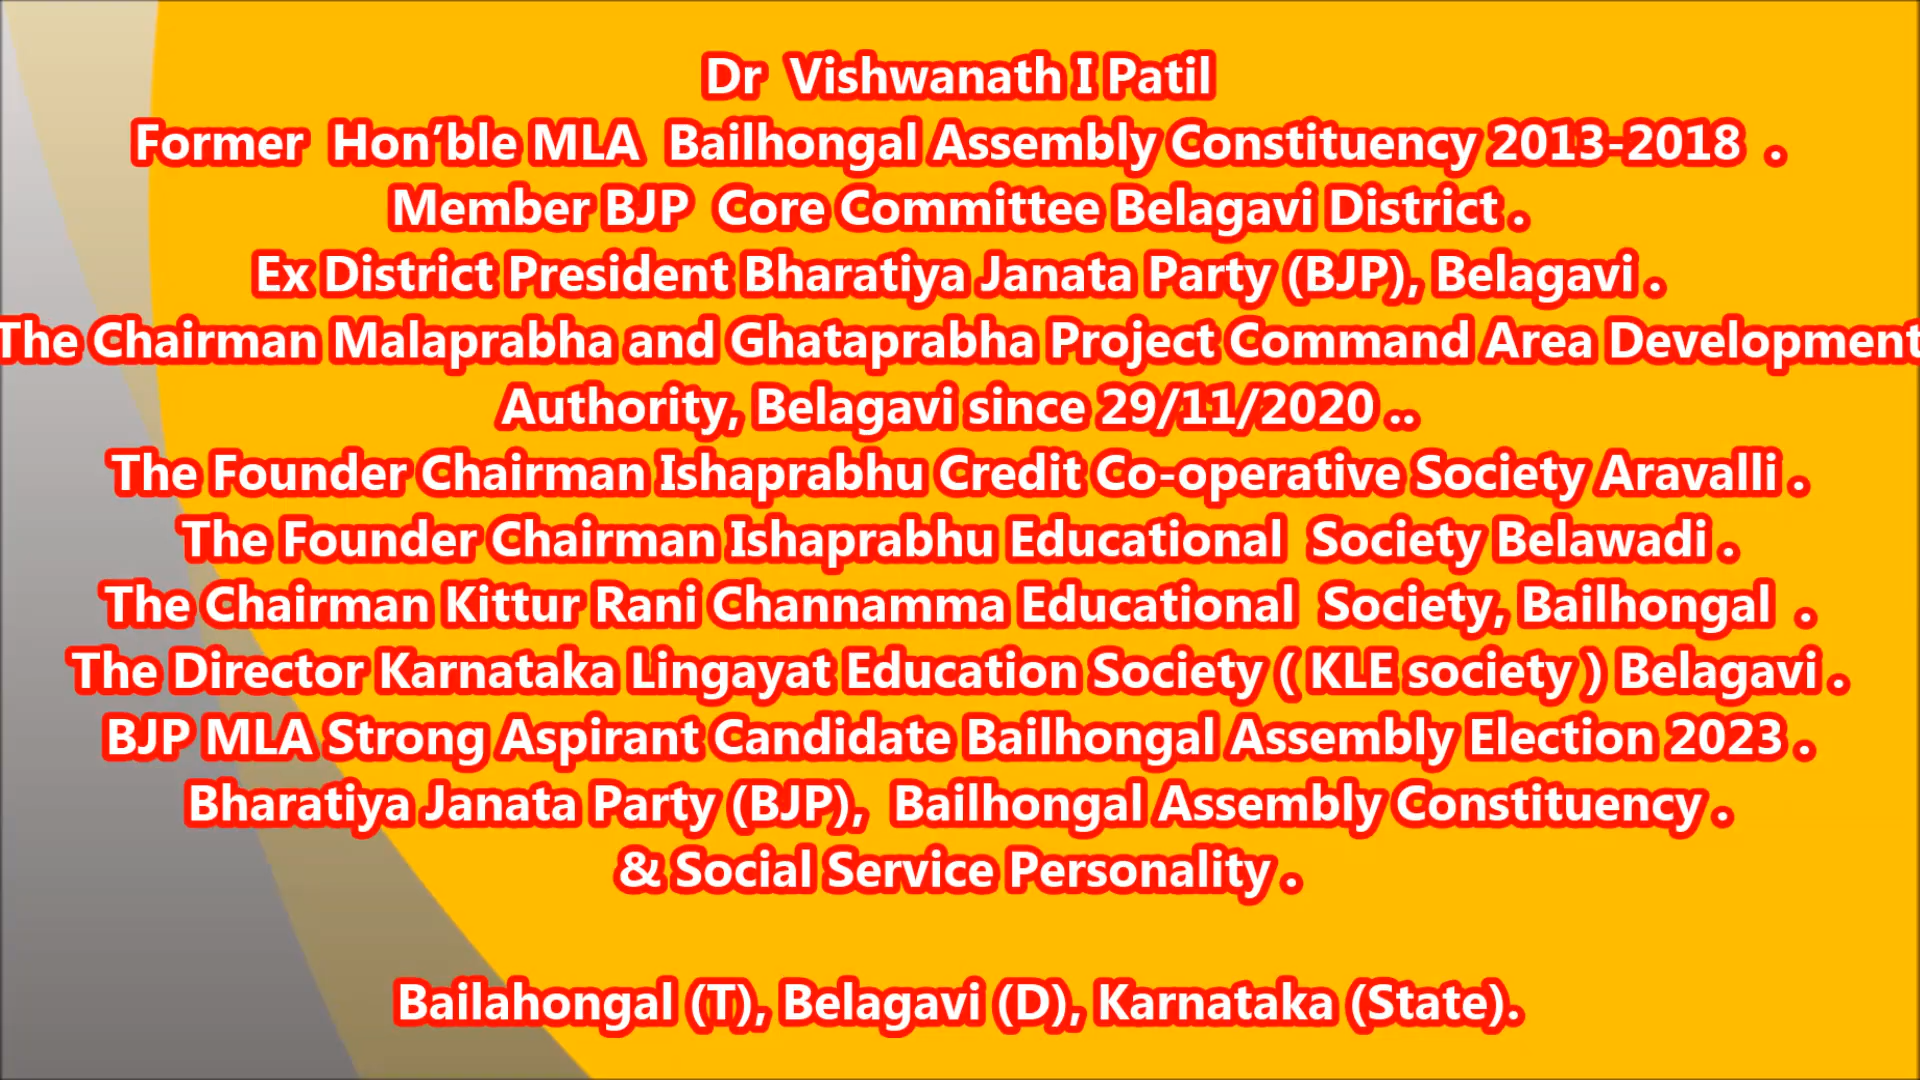 Dr Vishwanath I Patil
Former Hon’ble MLA Bailhongal Assembly Constituency 2013-2018 .
Member BJP Core Committee Belagavi District .
Ex District President Bharatiya Janata Party (BJP), Belagavi .
The Chairman Malaprabha and Ghataprabha Project Command Area Development
Authority, Belagavi since 29/11/2020 ..
The Founder Chairman Ishaprabhu Credit Co-operative Society Aravalli .
The Founder Chairman Ishaprabhu Educational Society Belawadi .
The Chairman Kittur Rani Channamma Educational Society, Bailhongal .
The Director Karnataka Lingayat Education Society ( KLE society ) Belagavi .
BJP MLA Strong Aspirant Candidate Bailhongal Assembly Election 2023 .
Bharatiya Janata Party (BJP), Bailhongal Assembly Constituency .
& Social Service Personality .
Bailahongal (T), Belagavi (D), Karnataka (State).